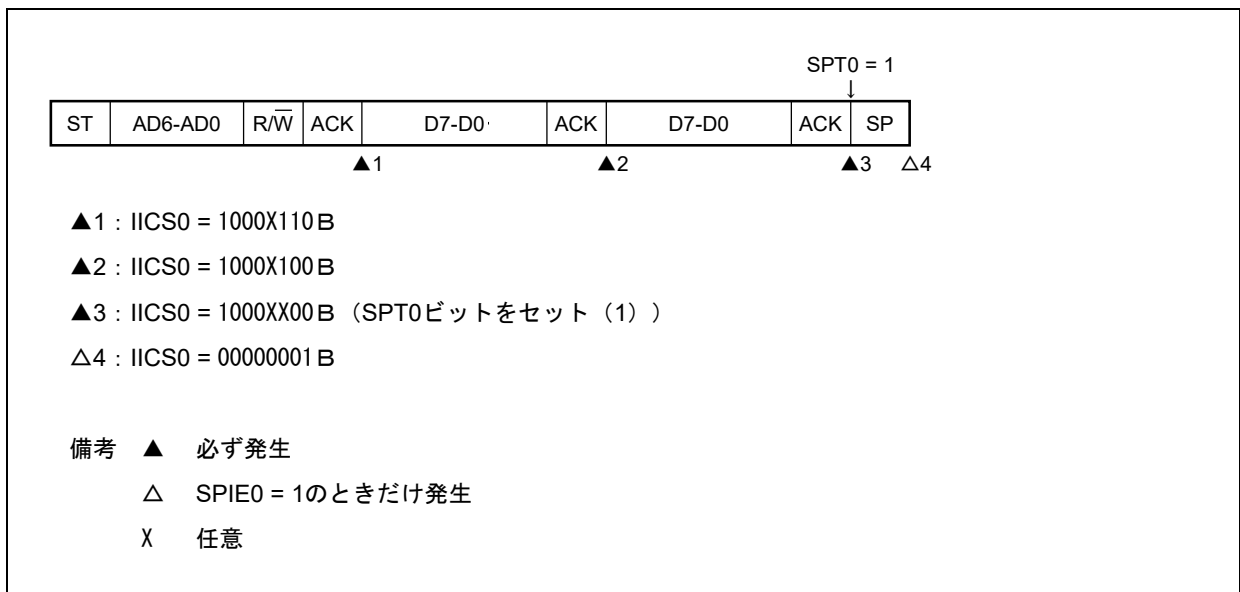 SPT0 = 1
↓
ST AD6-AD0 R/W̅ ACK D7-D0 ACK D7-D0 ACK SP
▲1 ▲2 ▲3 △4
▲1：IICS0 = 1000X110B
▲2：IICS0 = 1000X100B
▲3：IICS0 = 1000XX00B（SPT0ビットをセット（1））
△4：IICS0 = 00000001B
備考 ▲ 必ず発生
△ SPIE0 = 1のときだけ発生
X 任意